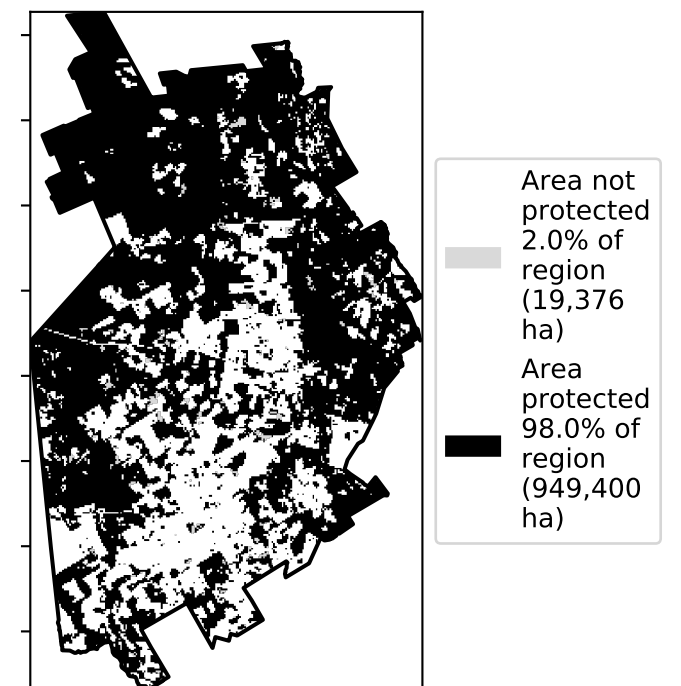 Area not
protected
2.0% of
region
(19,376
ha)
Area
protected
98.0% of
region
(949,400
ha)